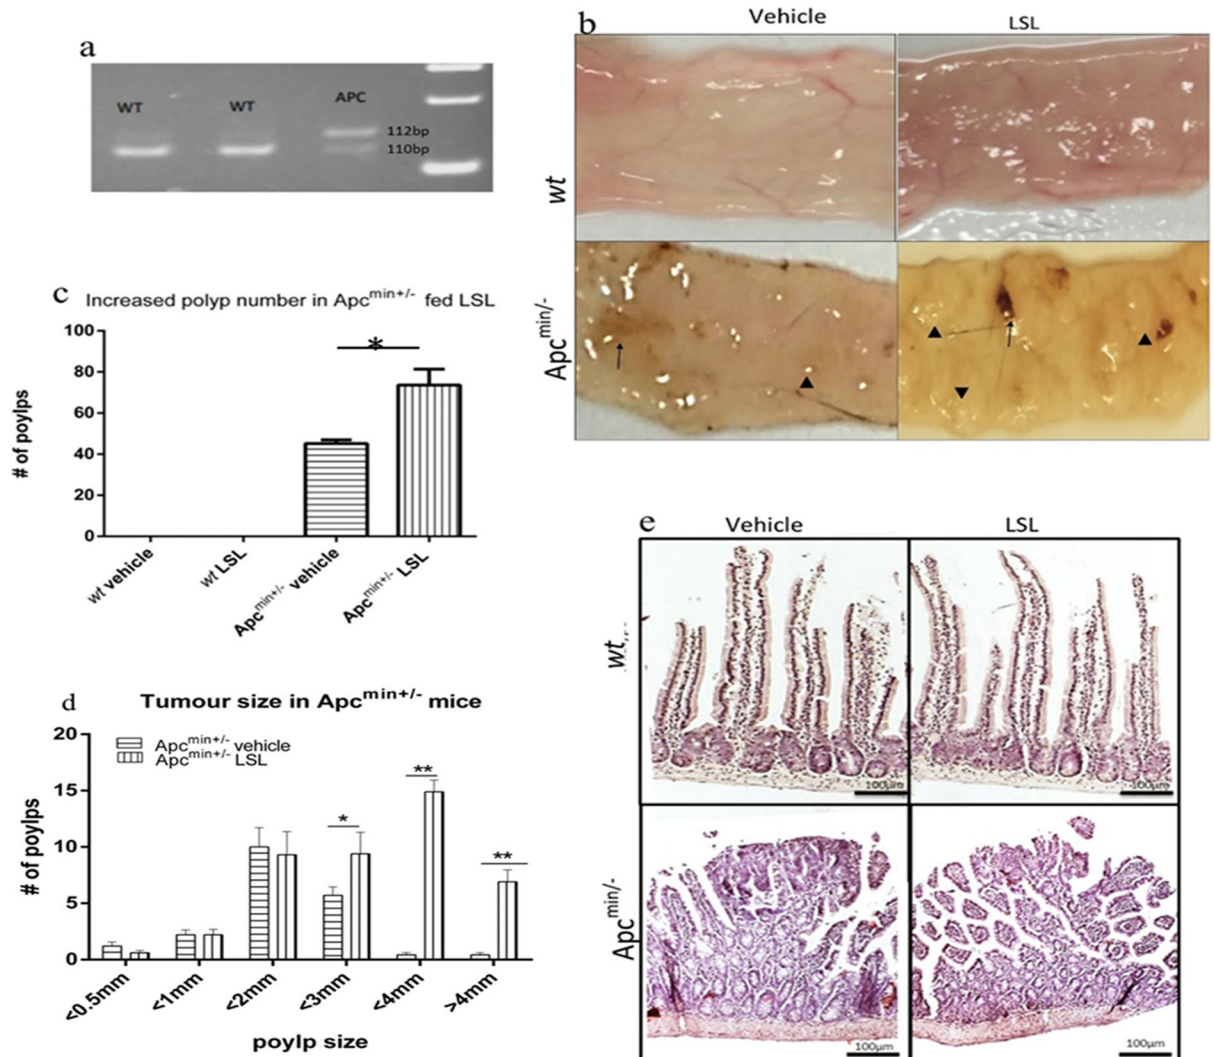 a
WT
WT
APC
112bp
110bp
b
Vehicle
LSL
wt
Apcmin/-
c
Increased polyp number in Apcmin+/- fed LSL
# of poylps
100
80
60
40
20
0
*
wt vehicle
wt LSL
Apcmin+/- vehicle
Apcmin+/- LSL
d
Tumour size in Apcmin+/- mice
Apcmin+/- vehicle
Apcmin+/- LSL
# of poylps
20
15
10
5
0
*
**
**
<0.5mm
<1mm
<2mm
<3mm
<4mm
>4mm
poylp size
e
Vehicle
LSL
wt
100µm
100µm
Apcmin/-
100µm
100µm